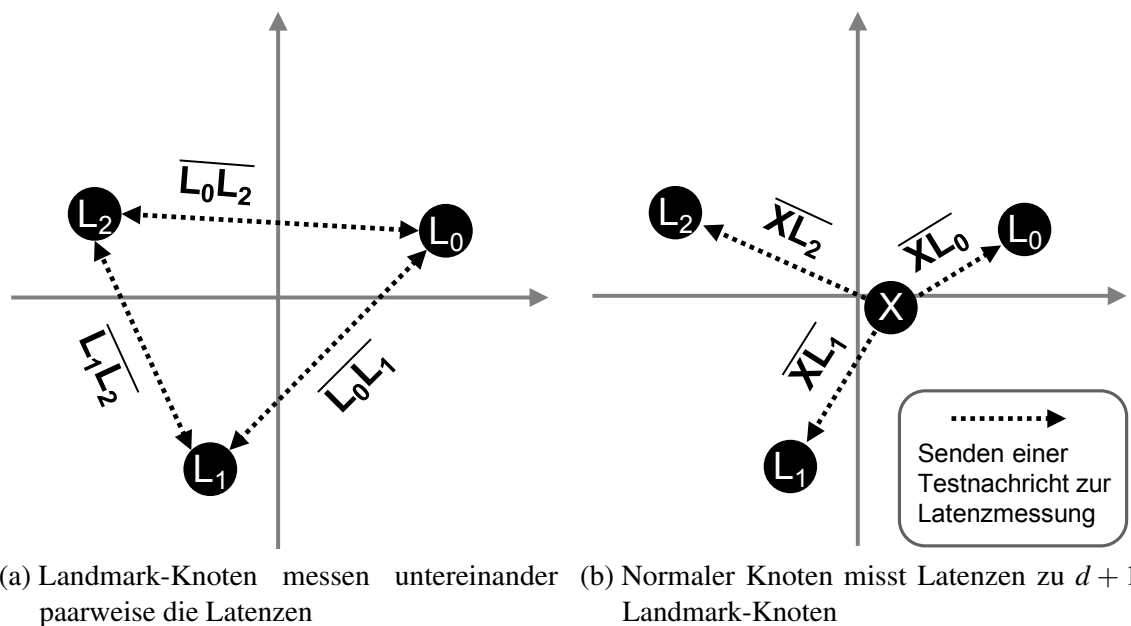 L₀L₂
L₂
L₀
L₁L₂
L₀L₁
L₁
L₂
XL₂
XL₀
L₀
X
XL₁
L₁
Senden einer
Testnachricht zur
Latenzmessung
(a) Landmark-Knoten messen untereinander
paarweise die Latenzen
(b) Normaler Knoten misst Latenzen zu d + 1
Landmark-Knoten